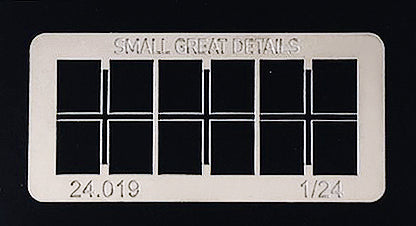 SMALL GREAT DETAILS
24.019 1/24